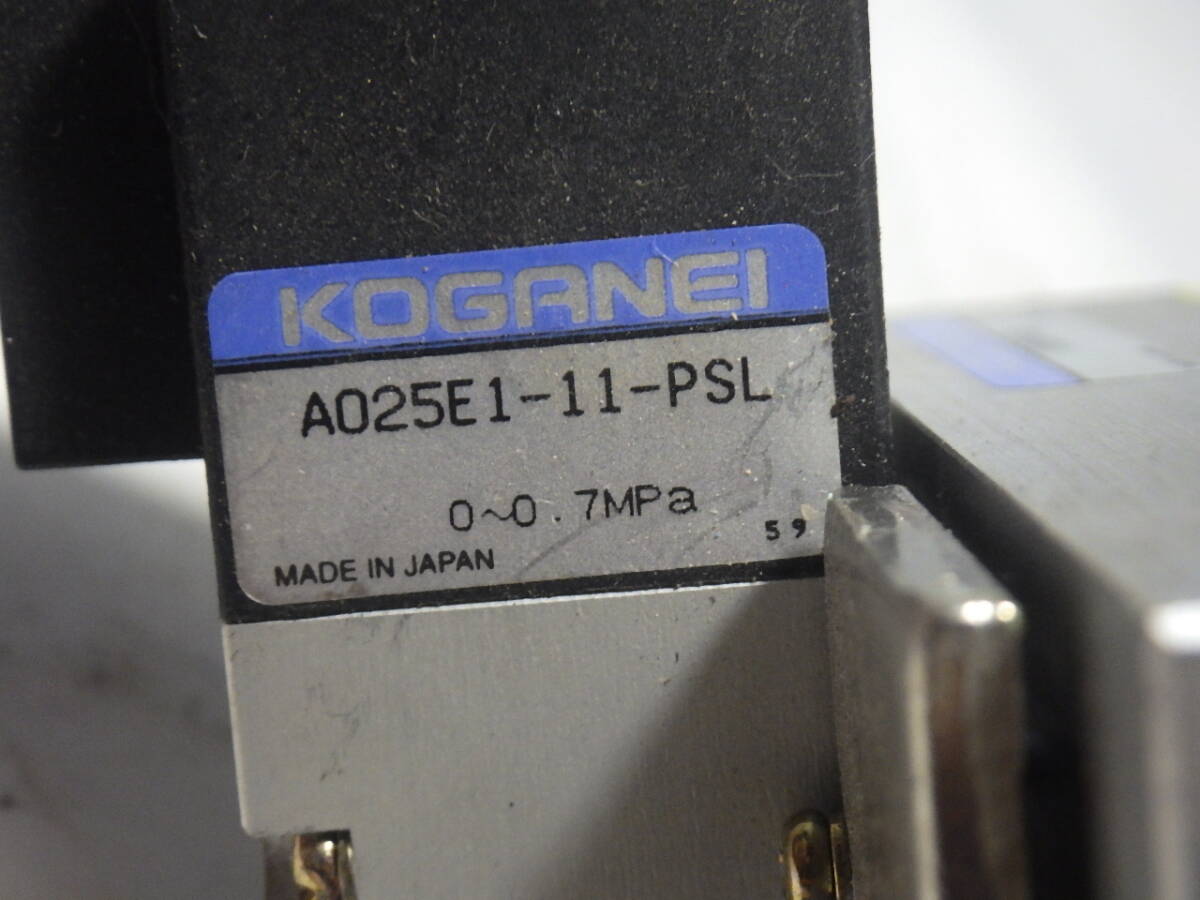 KOGANEI
A025E1-11-PSL
0~0.7MPa
59
MADE IN JAPAN